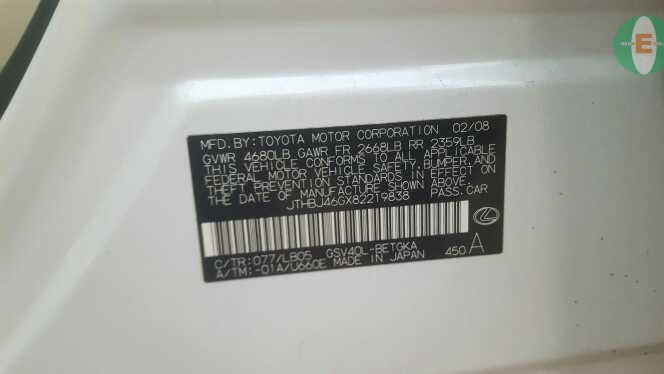 MFD.BY:TOYOTA MOTOR CORPORATION 02/08
GVWR 4680LB GAWR FR 2668LB RR 2359LB
THIS VEHICLE CONFORMS TO ALL APPLICABLE
FEDERAL MOTOR VEHICLE SAFETY, BUMPER, AND
THEFT PREVENTION STANDARDS IN EFFECT ON
THE DATE OF MANUFACTURE SHOWN ABOVE.
JTHBJ46GX82219838 PASS.CAR
C/TR:077/LB05 GSV40L-BETGKA
A/TM:-01A/U660E MADE IN JAPAN 450 A
E